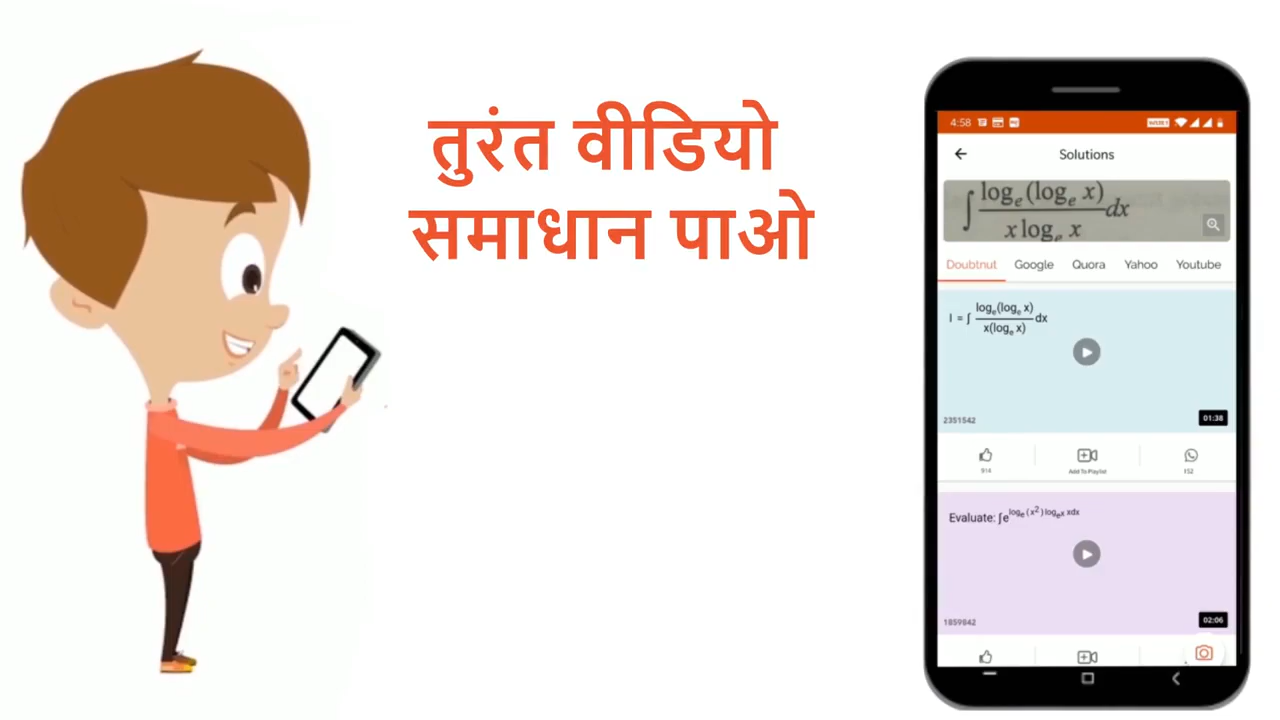 तुरंत वीडियो
समाधान पाओ
4:58
Solutions
∫ logₑ(logₑ x) / x logₑ x dx
Doubtnut Google Quora Yahoo Youtube
I = ∫ logₑ(logₑ x) / x(logₑ x) dx
2351542 01:38
914 Add To Playlist 152
Evaluate: ∫e^logₑ(x²) logₑx xdx
1859842 02:06